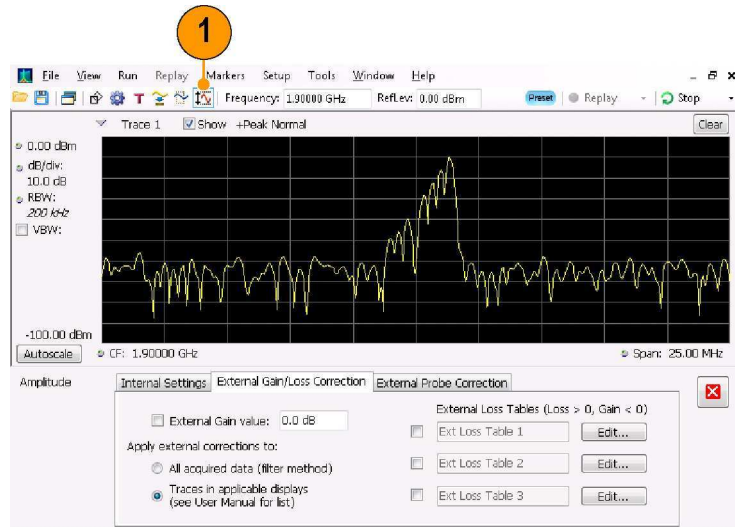 1
File View Run Replay Markers Setup Tools Window Help
T Frequency: 1.90000 GHz RefLev: 0.00 dBm Preset Replay Stop
Trace 1 Show +Peak Normal Clear
0.00 dBm
dB/div:
10.0 dB
RBW:
200 kHz
VBW:
-100.00 dBm
Autoscale CF: 1.90000 GHz Span: 25.00 MHz
Amplitude Internal Settings External Gain/Loss Correction External Probe Correction
External Loss Tables (Loss > 0, Gain < 0)
External Gain value: 0.0 dB
Ext Loss Table 1 Edit...
Apply external corrections to:
All acquired data (filter method)
Ext Loss Table 2 Edit...
Traces in applicable displays
(see User Manual for list)
Ext Loss Table 3 Edit...